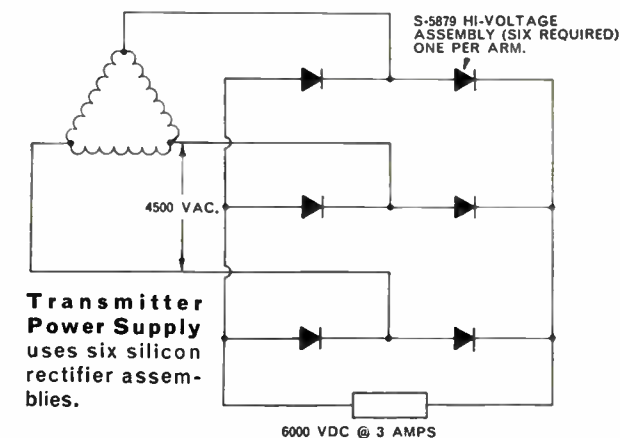 S-5879 HI-VOLTAGE
ASSEMBLY (SIX REQUIRED)
ONE PER ARM.
4500 VAC.
Transmitter
Power Supply
uses six silicon
rectifier assem-
blies.
6000 VDC @ 3 AMPS